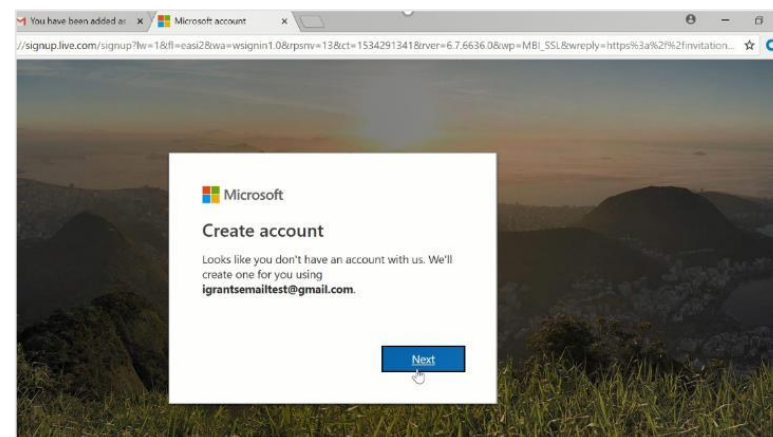 You have been added as
Microsoft account
//signup.live.com/signup?lw=1&fl=easi2&wa=wsignin1.0&rpsnv=13&ct=1534291341&rver=6.7.6636.0&wp=MBI_SSL&wreply=https%3a%2f%2finvitation...
Microsoft
Create account
Looks like you don't have an account with us. We'll
create one for you using
igrantsemailtest@gmail.com.
Next